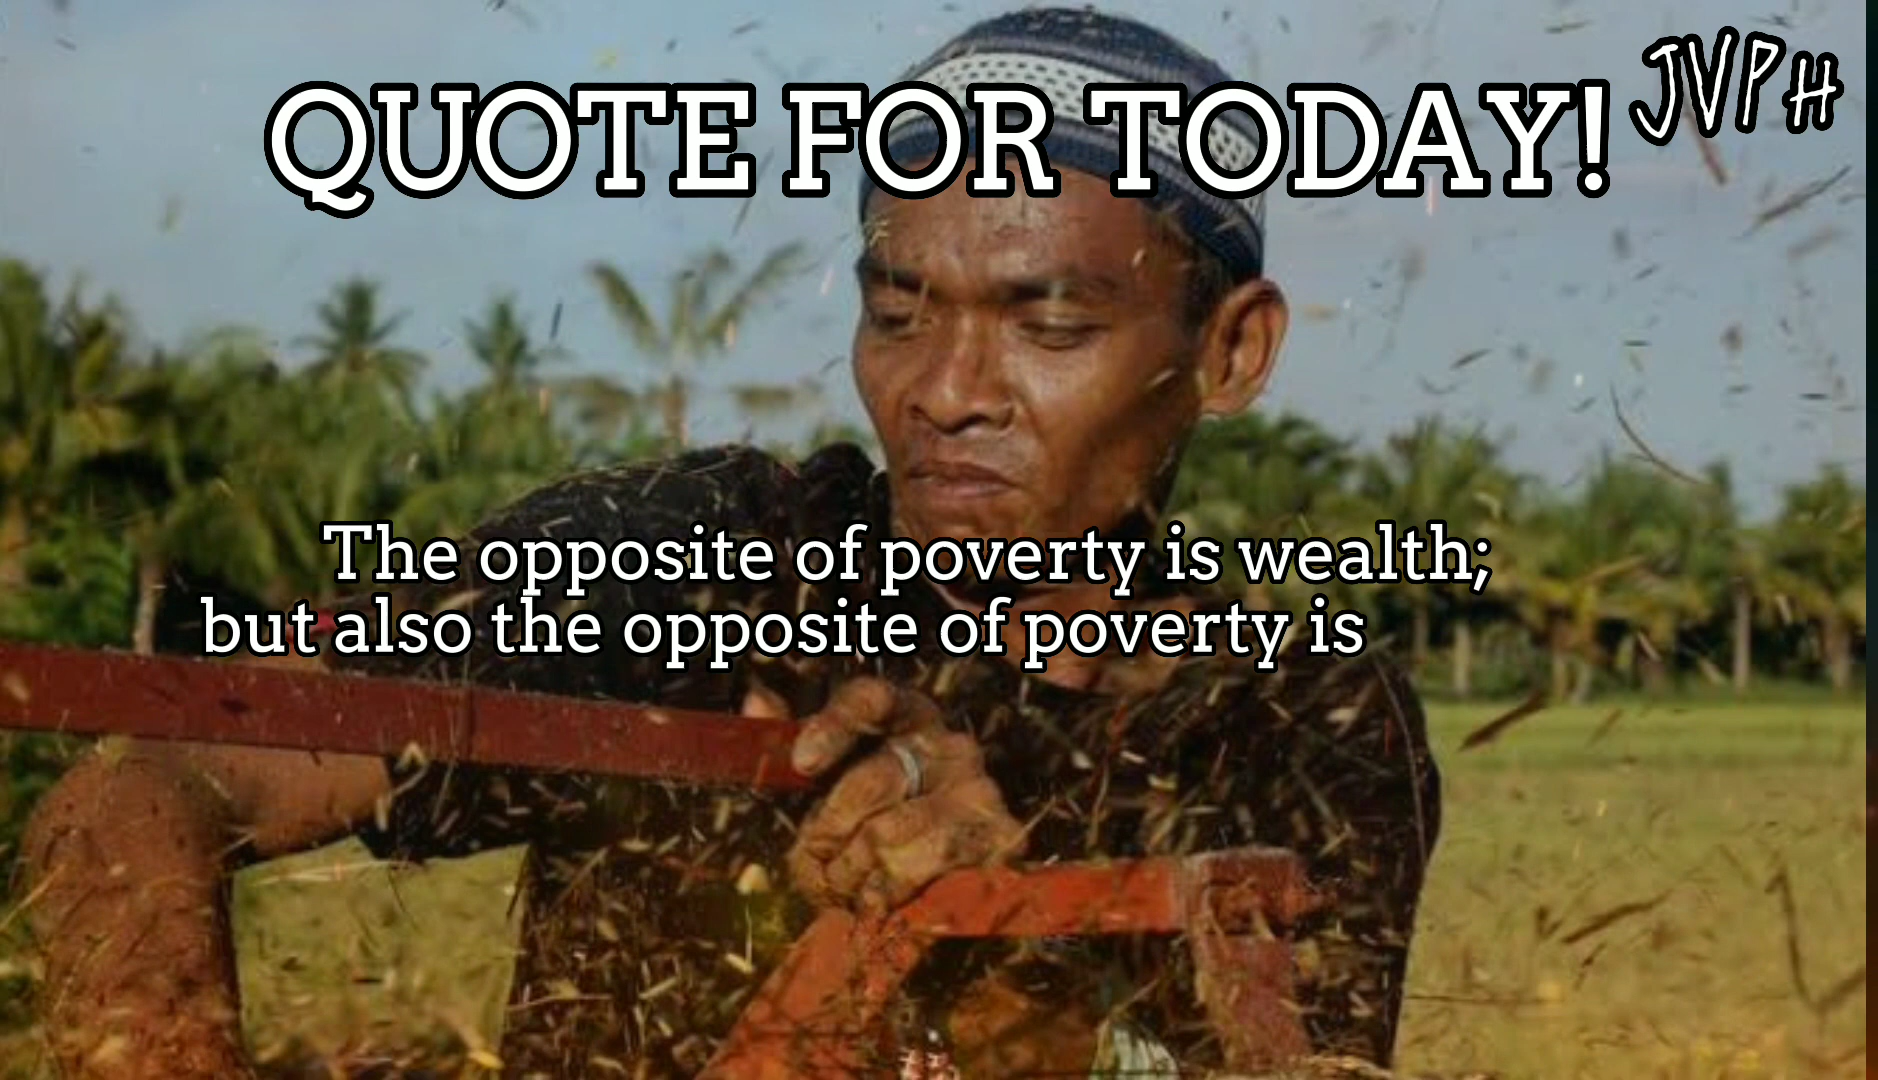 QUOTE FOR TODAY!
JVPH
The opposite of poverty is wealth;
but also the opposite of poverty is